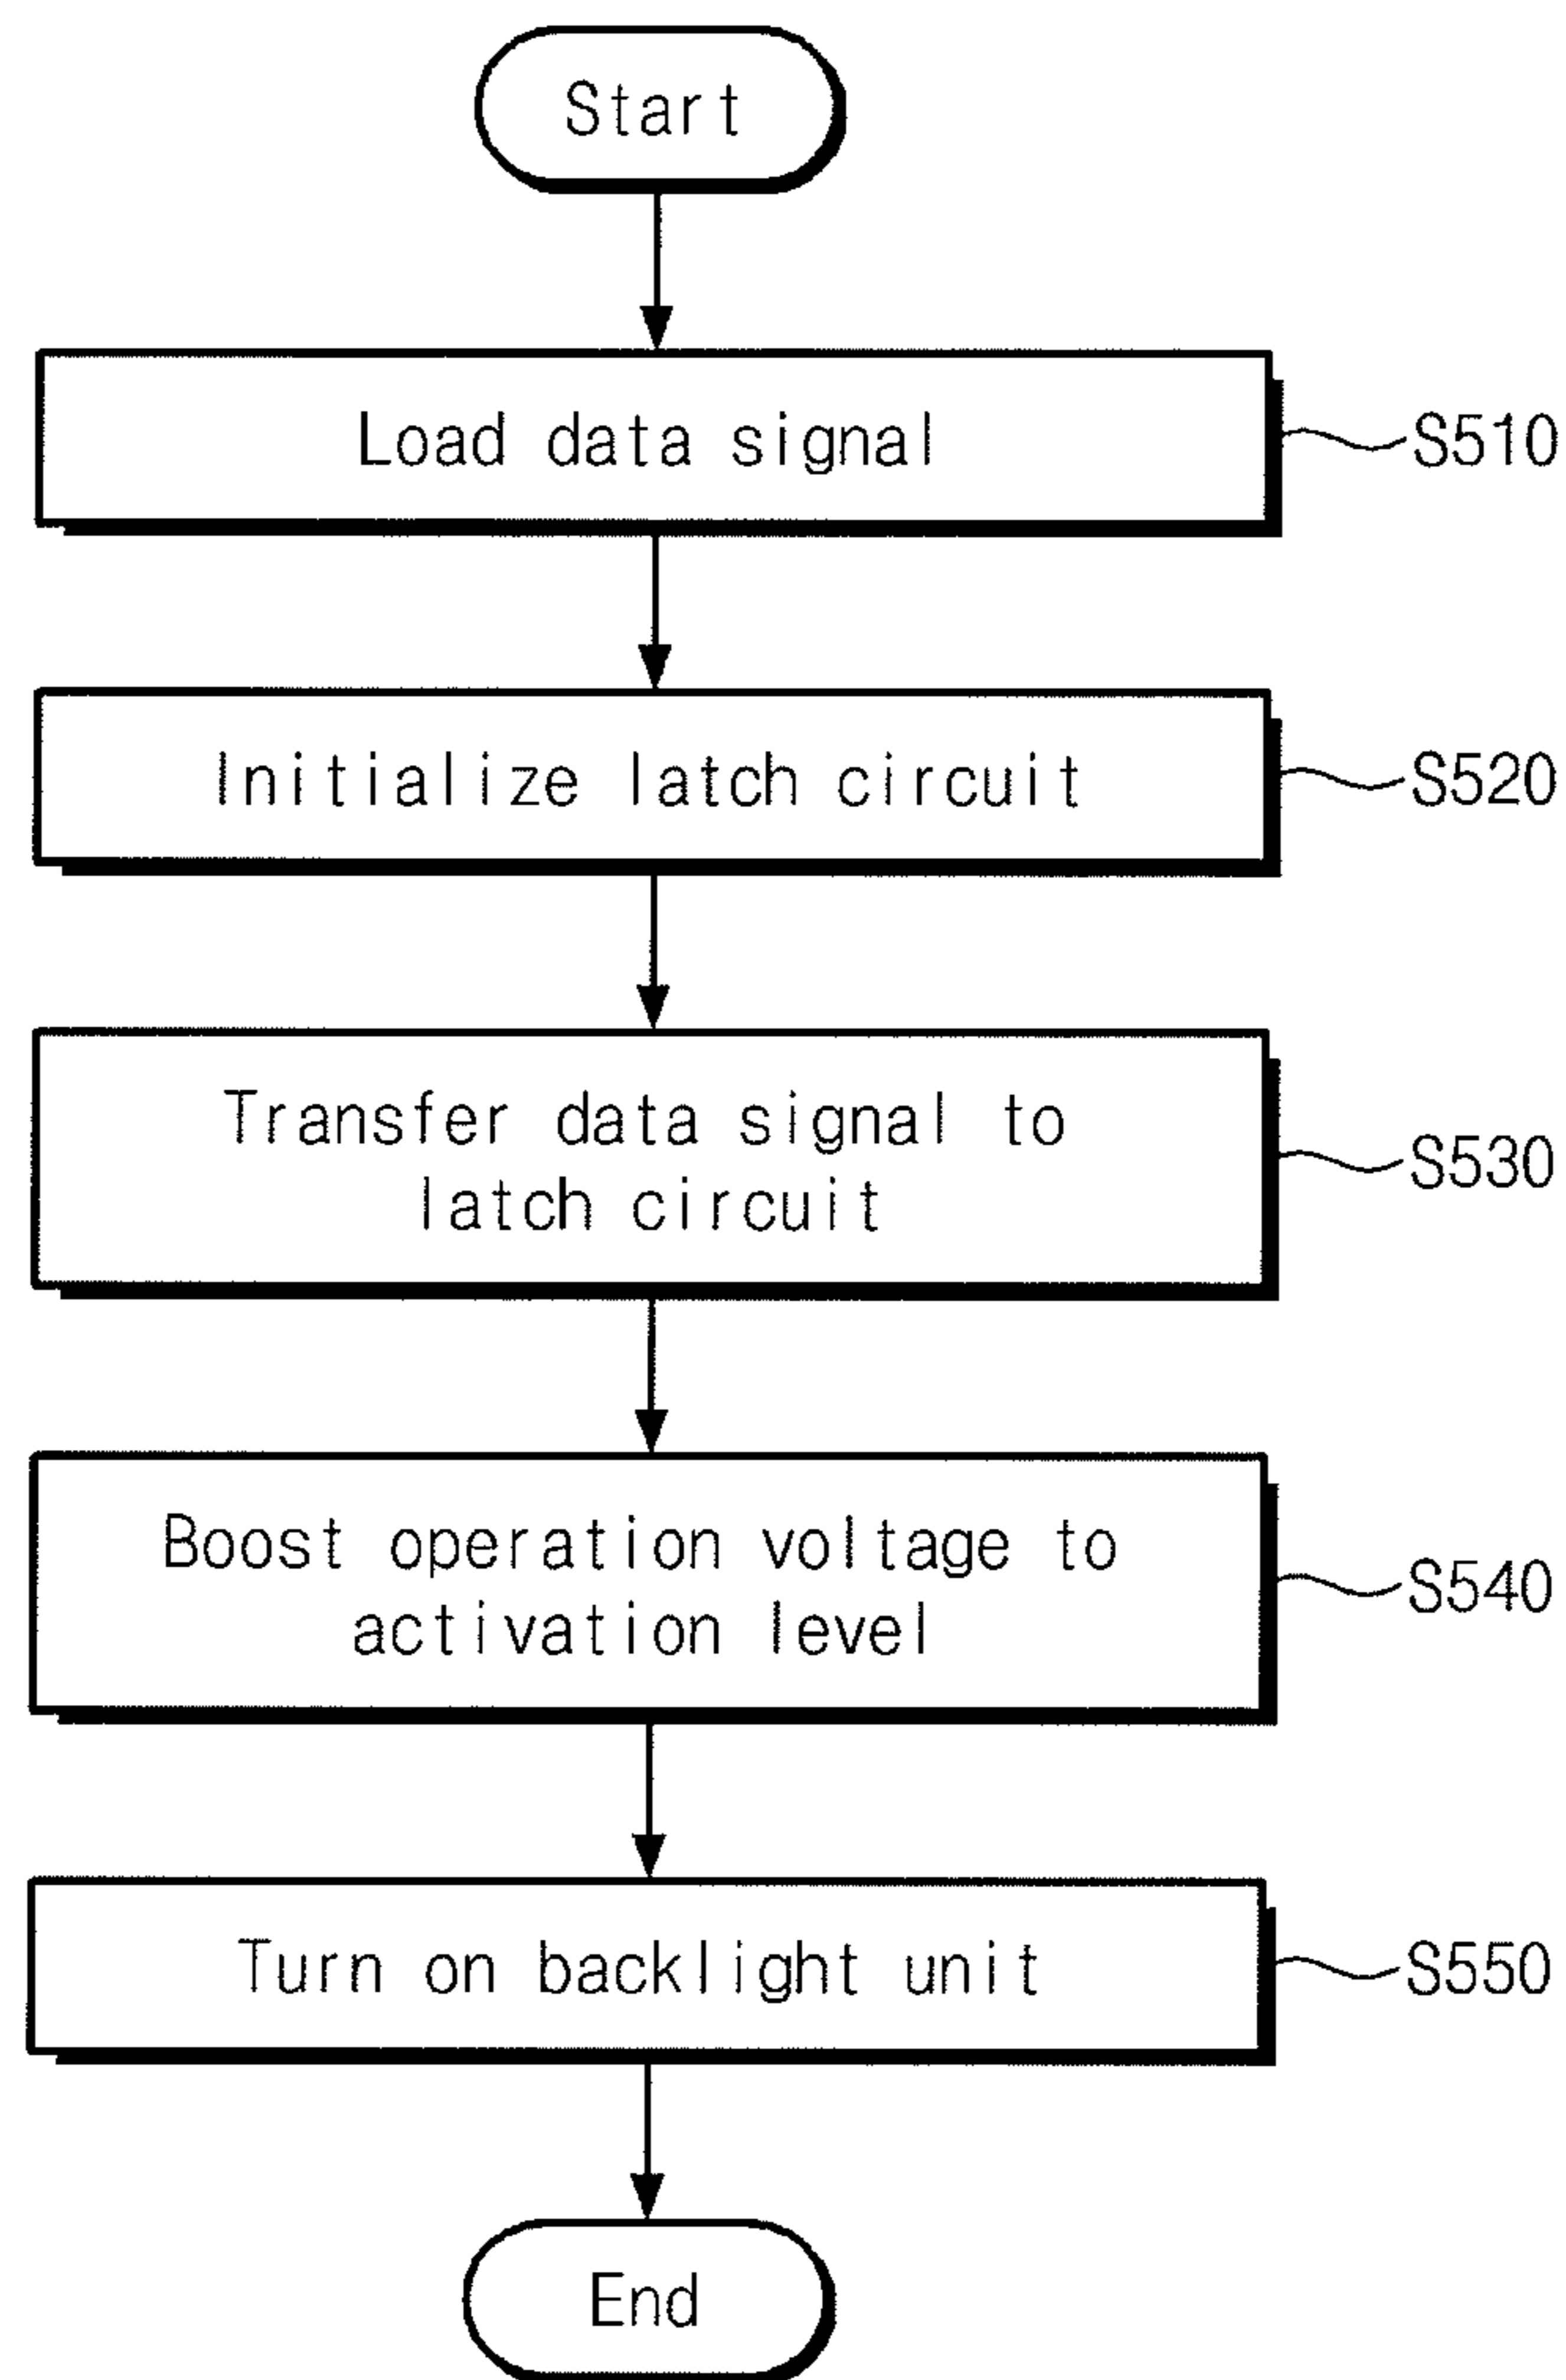 Start
Load data signal
S510
Initialize latch circuit
S520
Transfer data signal to
latch circuit
S530
Boost operation voltage to
activation level
S540
Turn on backlight unit
S550
End